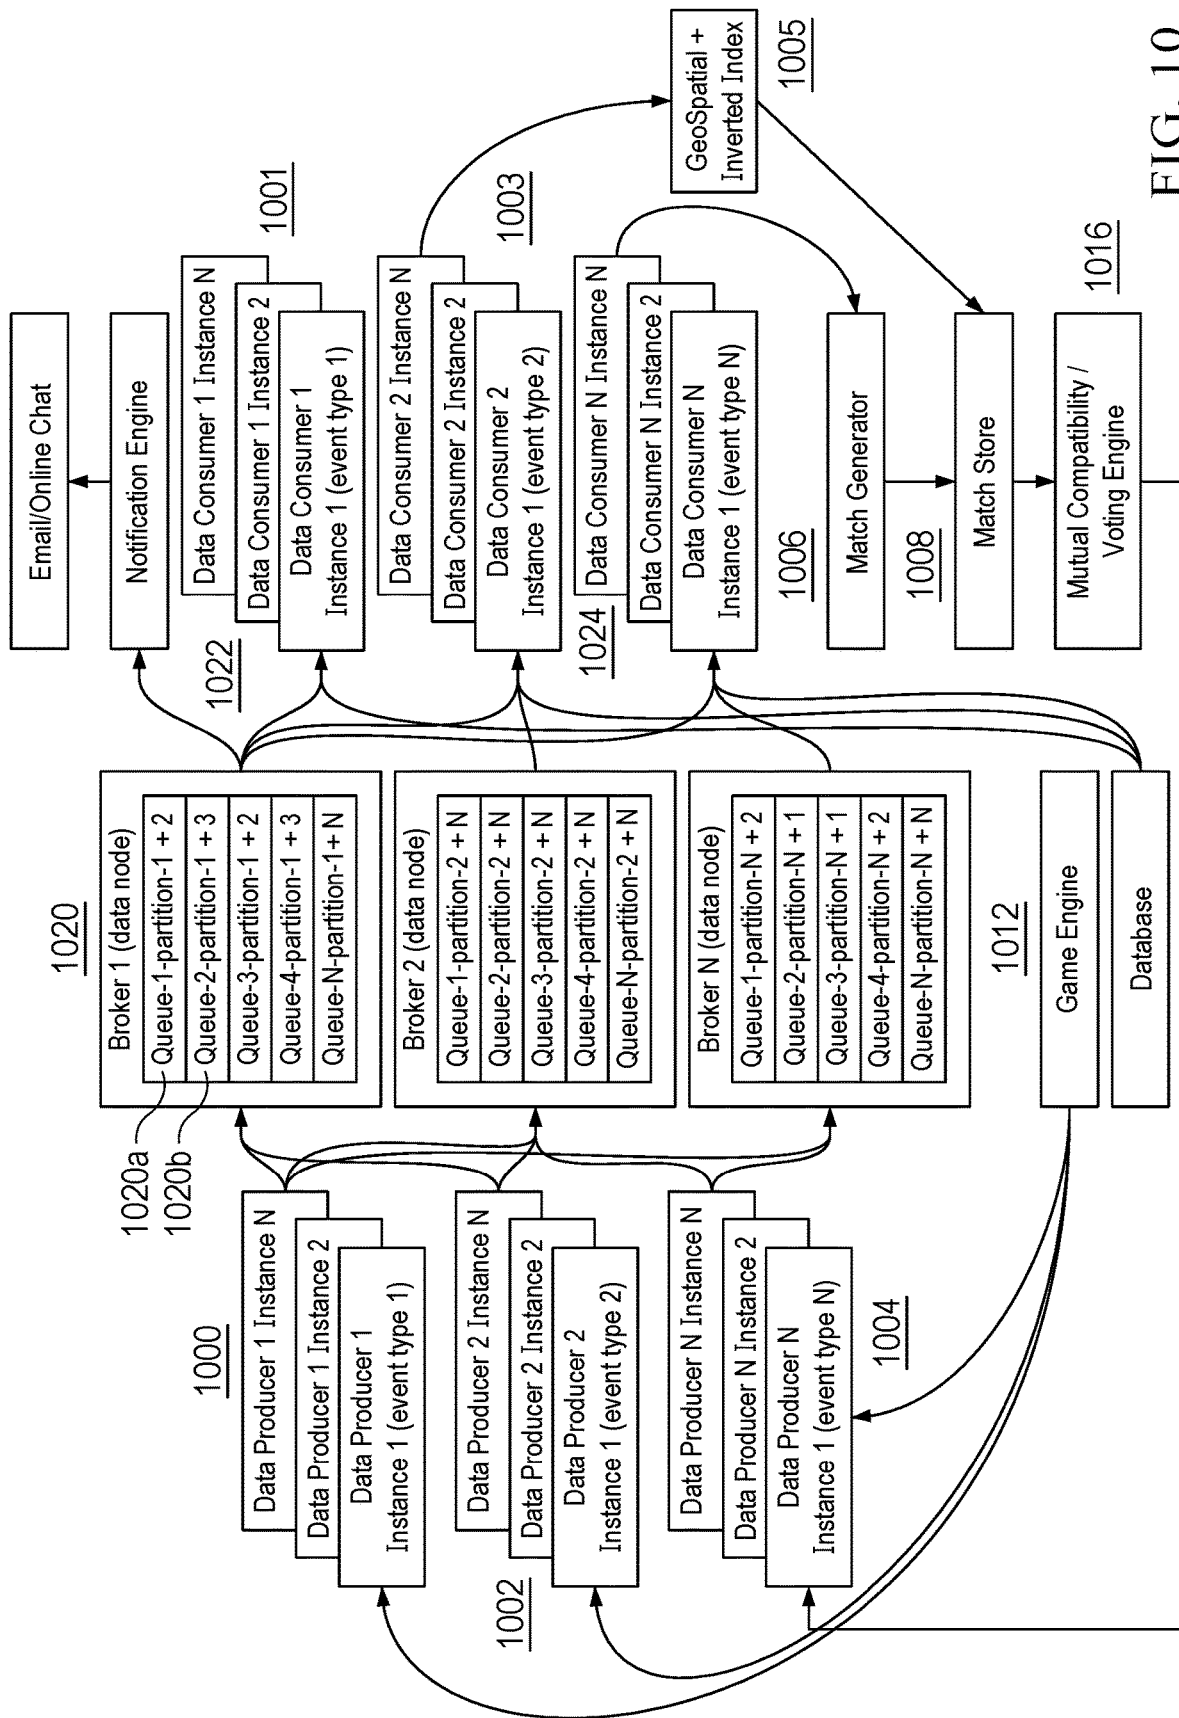 1000
Data Producer 1 Instance N
Data Producer 1 Instance 2
Data Producer 1
Instance 1 (event type 1)
1002
Data Producer 2 Instance N
Data Producer 2 Instance 2
Data Producer 2
Instance 1 (event type 2)
Data Producer N Instance N
Data Producer N Instance 2
Data Producer N
Instance 1 (event type N)
1004
1020
1020a
1020b
Broker 1 (data node)
Queue-1-partition-1 + 2
Queue-2-partition-1 + 3
Queue-3-partition-1 + 2
Queue-4-partition-1 + 3
Queue-N-partition-1+ N
Broker 2 (data node)
Queue-1-partition-2 + N
Queue-2-partition-2 + N
Queue-3-partition-2 + N
Queue-4-partition-2 + N
Queue-N-partition-2 + N
Broker N (data node)
Queue-1-partition-N + 2
Queue-2-partition-N + 1
Queue-3-partition-N + 1
Queue-4-partition-N + 2
Queue-N-partition-N + N
1012
Game Engine
Database
Email/Online Chat
Notification Engine
1022
Data Consumer 1 Instance N
Data Consumer 1 Instance 2
Data Consumer 1
Instance 1 (event type 1)
1001
Data Consumer 2 Instance N
Data Consumer 2 Instance 2
Data Consumer 2
Instance 1 (event type 2)
1003
1024
Data Consumer N Instance N
Data Consumer N Instance 2
Data Consumer N
Instance 1 (event type N)
1006
Match Generator
1008
Match Store
Mutual Compatibility /
Voting Engine
1016
GeoSpatial +
Inverted Index
1005
FIG. 10